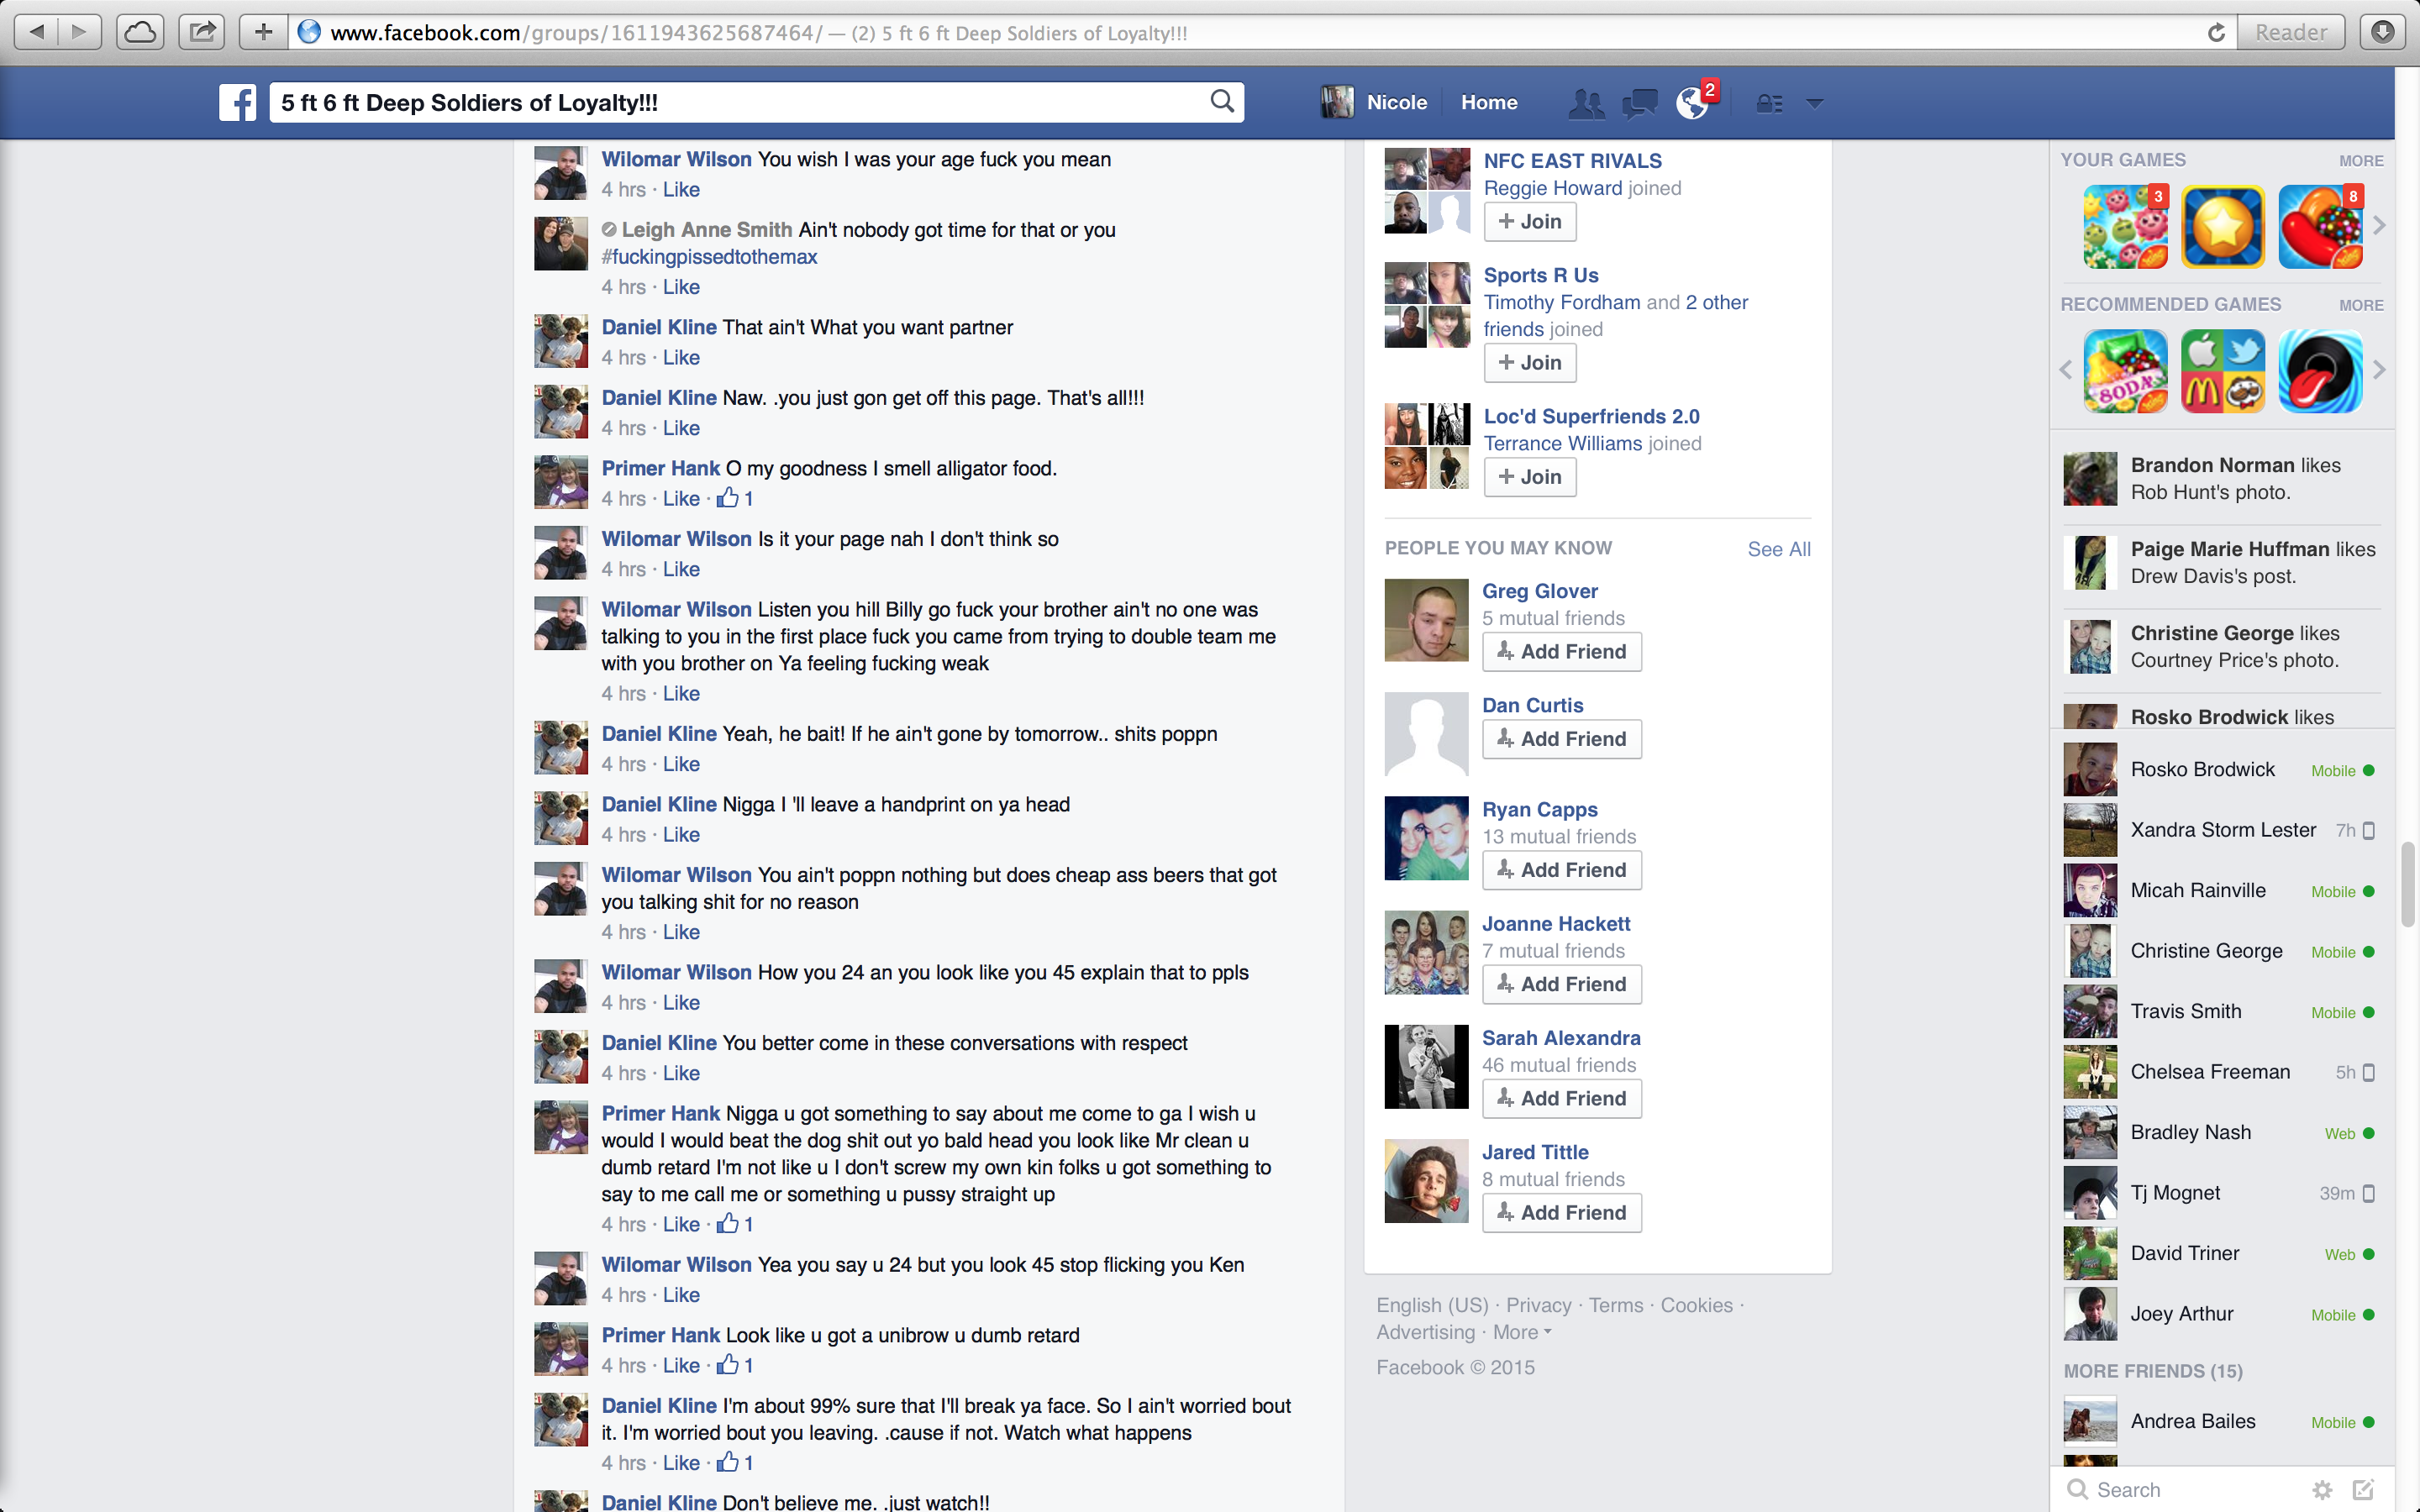 www.facebook.com/groups/1611943625687464/ — (2) 5 ft 6 ft Deep Soldiers of Loyalty!!!
Reader
5 ft 6 ft Deep Soldiers of Loyalty!!!
Nicole
Home
2
Wilomar Wilson You wish I was your age fuck you mean
4 hrs · Like
Leigh Anne Smith Ain't nobody got time for that or you
#fuckingpissedtothemax
4 hrs · Like
Daniel Kline That ain't What you want partner
4 hrs · Like
Daniel Kline Naw. .you just gon get off this page. That's all!!!
4 hrs · Like
Primer Hank O my goodness I smell alligator food.
4 hrs · Like · 1
Wilomar Wilson Is it your page nah I don't think so
4 hrs · Like
Wilomar Wilson Listen you hill Billy go fuck your brother ain't no one was
talking to you in the first place fuck you came from trying to double team me
with you brother on Ya feeling fucking weak
4 hrs · Like
Daniel Kline Yeah, he bait! If he ain't gone by tomorrow.. shits poppn
4 hrs · Like
Daniel Kline Nigga I 'll leave a handprint on ya head
4 hrs · Like
Wilomar Wilson You ain't poppn nothing but does cheap ass beers that got
you talking shit for no reason
4 hrs · Like
Wilomar Wilson How you 24 an you look like you 45 explain that to ppls
4 hrs · Like
Daniel Kline You better come in these conversations with respect
4 hrs · Like
Primer Hank Nigga u got something to say about me come to ga I wish u
would I would beat the dog shit out yo bald head you look like Mr clean u
dumb retard I'm not like u I don't screw my own kin folks u got something to
say to me call me or something u pussy straight up
4 hrs · Like · 1
Wilomar Wilson Yea you say u 24 but you look 45 stop flicking you Ken
4 hrs · Like
Primer Hank Look like u got a unibrow u dumb retard
4 hrs · Like · 1
Daniel Kline I'm about 99% sure that I'll break ya face. So I ain't worried bout
it. I'm worried bout you leaving. .cause if not. Watch what happens
4 hrs · Like · 1
Daniel Kline Don't believe me. .just watch!!
NFC EAST RIVALS
Reggie Howard joined
+ Join
Sports R Us
Timothy Fordham and 2 other
friends joined
+ Join
Loc'd Superfriends 2.0
Terrance Williams joined
+ Join
PEOPLE YOU MAY KNOW
See All
Greg Glover
5 mutual friends
Add Friend
Dan Curtis
Add Friend
Ryan Capps
13 mutual friends
Add Friend
Joanne Hackett
7 mutual friends
Add Friend
Sarah Alexandra
46 mutual friends
Add Friend
Jared Tittle
8 mutual friends
Add Friend
English (US) · Privacy · Terms · Cookies ·
Advertising · More
Facebook © 2015
YOUR GAMES
MORE
3
8
RECOMMENDED GAMES
MORE
SODA
Brandon Norman likes
Rob Hunt's photo.
Paige Marie Huffman likes
Drew Davis's post.
Christine George likes
Courtney Price's photo.
Rosko Brodwick likes
Rosko Brodwick Mobile
Xandra Storm Lester 7h
Micah Rainville Mobile
Christine George Mobile
Travis Smith Mobile
Chelsea Freeman 5h
Bradley Nash Web
Tj Mognet 39m
David Triner Web
Joey Arthur Mobile
MORE FRIENDS (15)
Andrea Bailes Mobile
Search